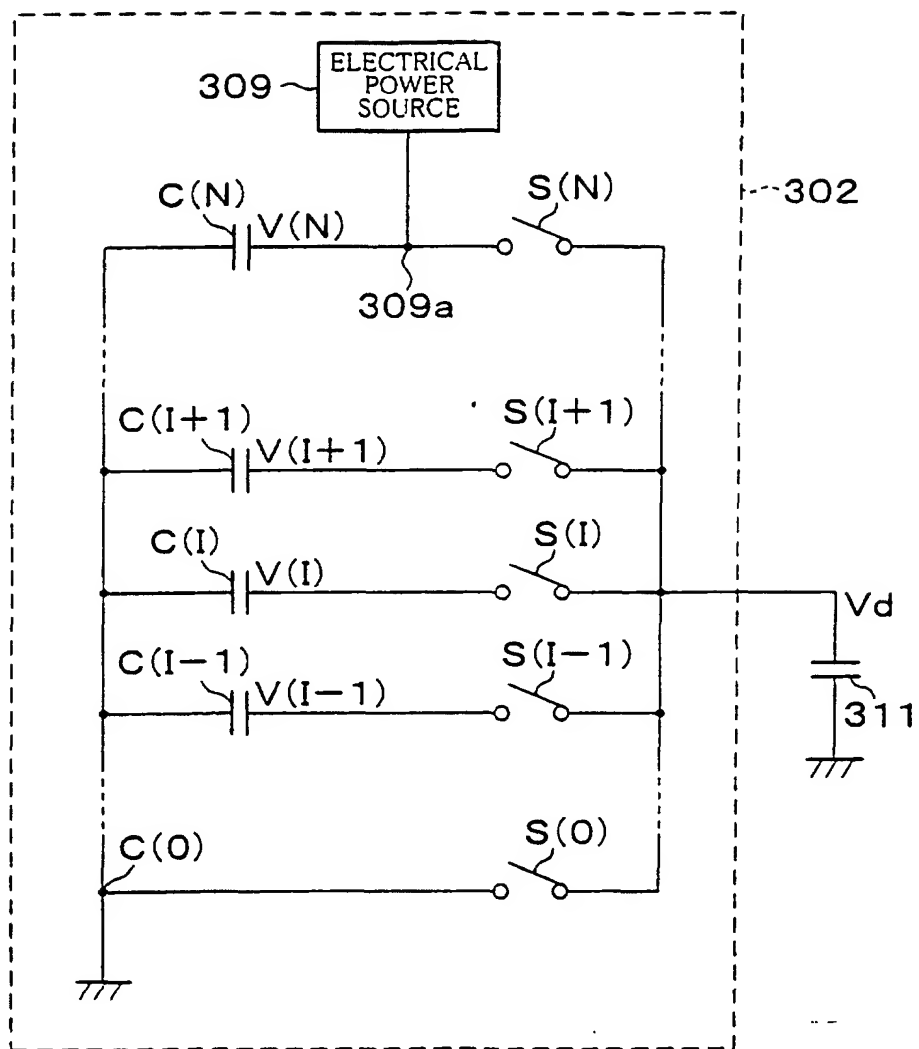 ELECTRICAL
POWER
SOURCE
309
302
C(N)
V(N)
S(N)
309a
C(I+1)
V(I+1)
S(I+1)
C(I)
V(I)
S(I)
Vd
C(I-1)
V(I-1)
S(I-1)
311
C(0)
S(0)